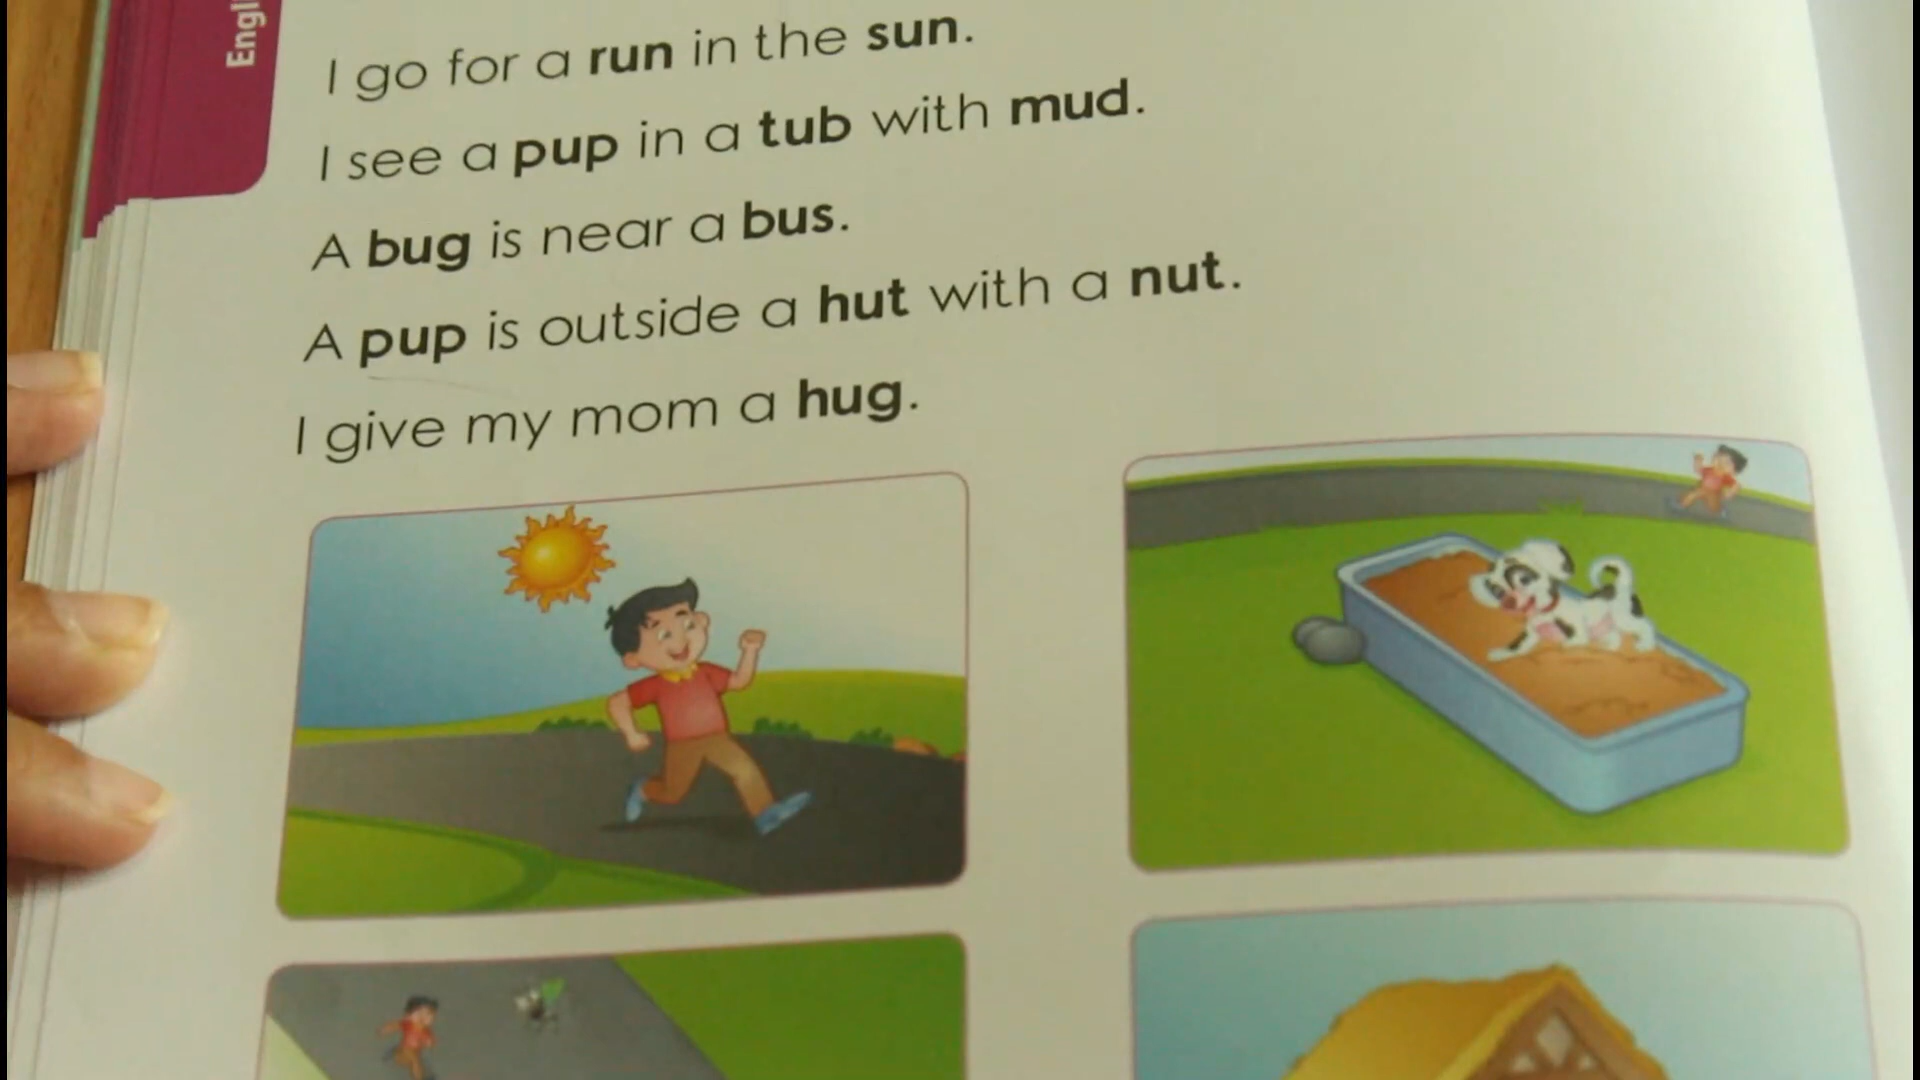 Engl
I go for a run in the sun.
I see a pup in a tub with mud.
A bug is near a bus.
A pup is outside a hut with a nut.
I give my mom a hug.